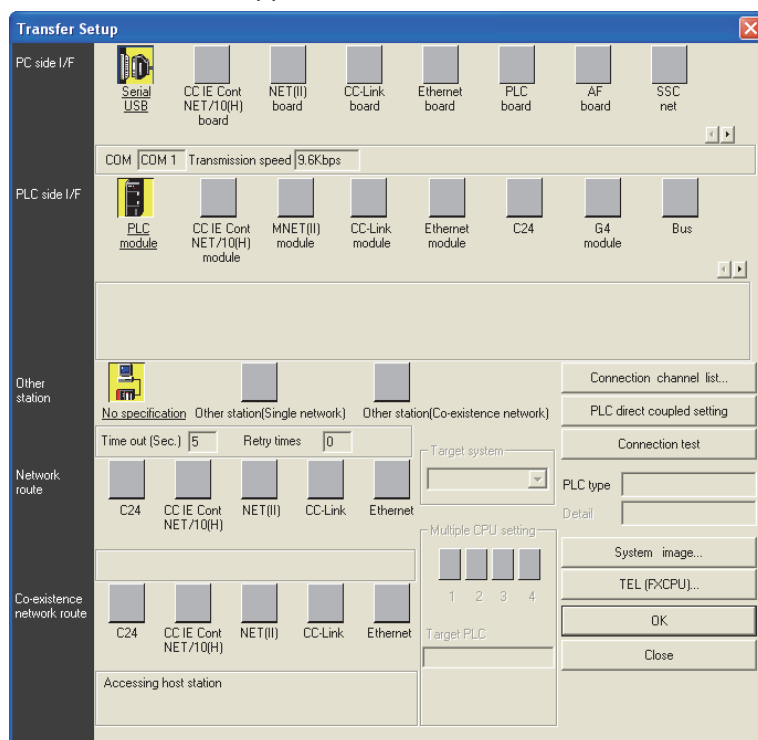 Transfer Setup
PC side I/F
Serial
USB
CC IE Cont
NET/10(H)
board
NET(II)
board
CC-Link
board
Ethernet
board
PLC
board
AF
board
SSC
net
COM COM 1 Transmission speed 9.6Kbps
PLC side I/F
PLC
module
CC IE Cont
NET/10(H)
module
MNET(II)
module
CC-Link
module
Ethernet
module
C24
G4
module
Bus
Other
station
No specification
Other station(Single network)
Other station(Co-existence network)
Time out (Sec.) 5 Retry times 0
Connection channel list...
PLC direct coupled setting
Connection test
Target system
PLC type
Detail
Network
route
C24
CC IE Cont
NET/10(H)
NET(II)
CC-Link
Ethernet
Multiple CPU setting
1 2 3 4
Target PLC
System image...
TEL (FXCPU)...
OK
Close
Co-existence
network route
C24
CC IE Cont
NET/10(H)
NET(II)
CC-Link
Ethernet
Accessing host station